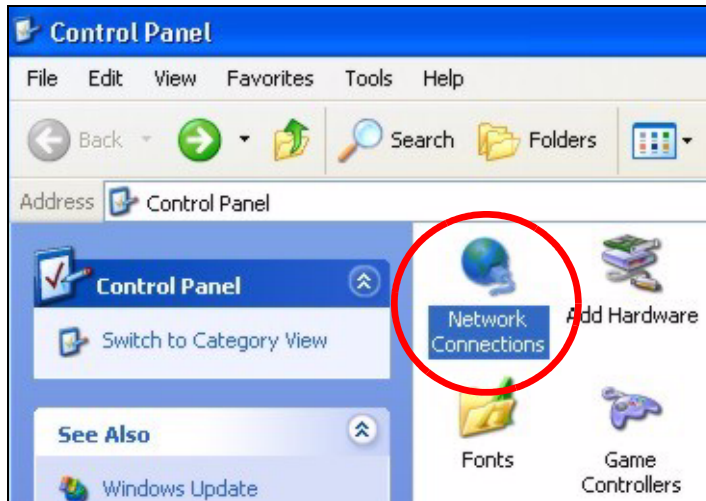 Control Panel
File Edit View Favorites Tools Help
Back Search Folders
Address Control Panel
Control Panel
Switch to Category View
See Also
Windows Update
Network
Connections
Add Hardware
Fonts
Game
Controllers